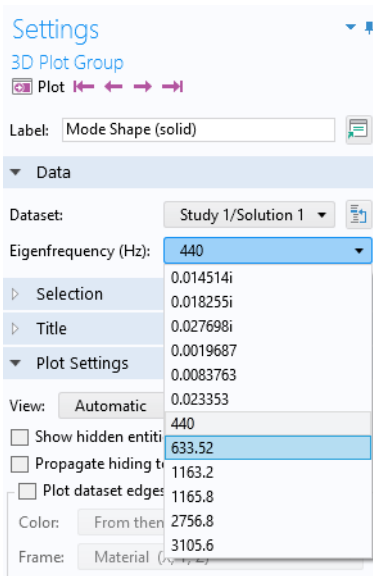 Settings
3D Plot Group
Plot
Label: Mode Shape (solid)
Data
Dataset: Study 1/Solution 1
Eigenfrequency (Hz): 440
0.014514i
Selection
0.018255i
0.027698i
Title
0.0019687
Plot Settings
0.0083763
View: Automatic
0.023353
440
Show hidden entiti
633.52
Propagate hiding t
1163.2
Plot dataset edges
1165.8
Color: From then
2756.8
Frame: Material (X, Y, Z)
3105.6